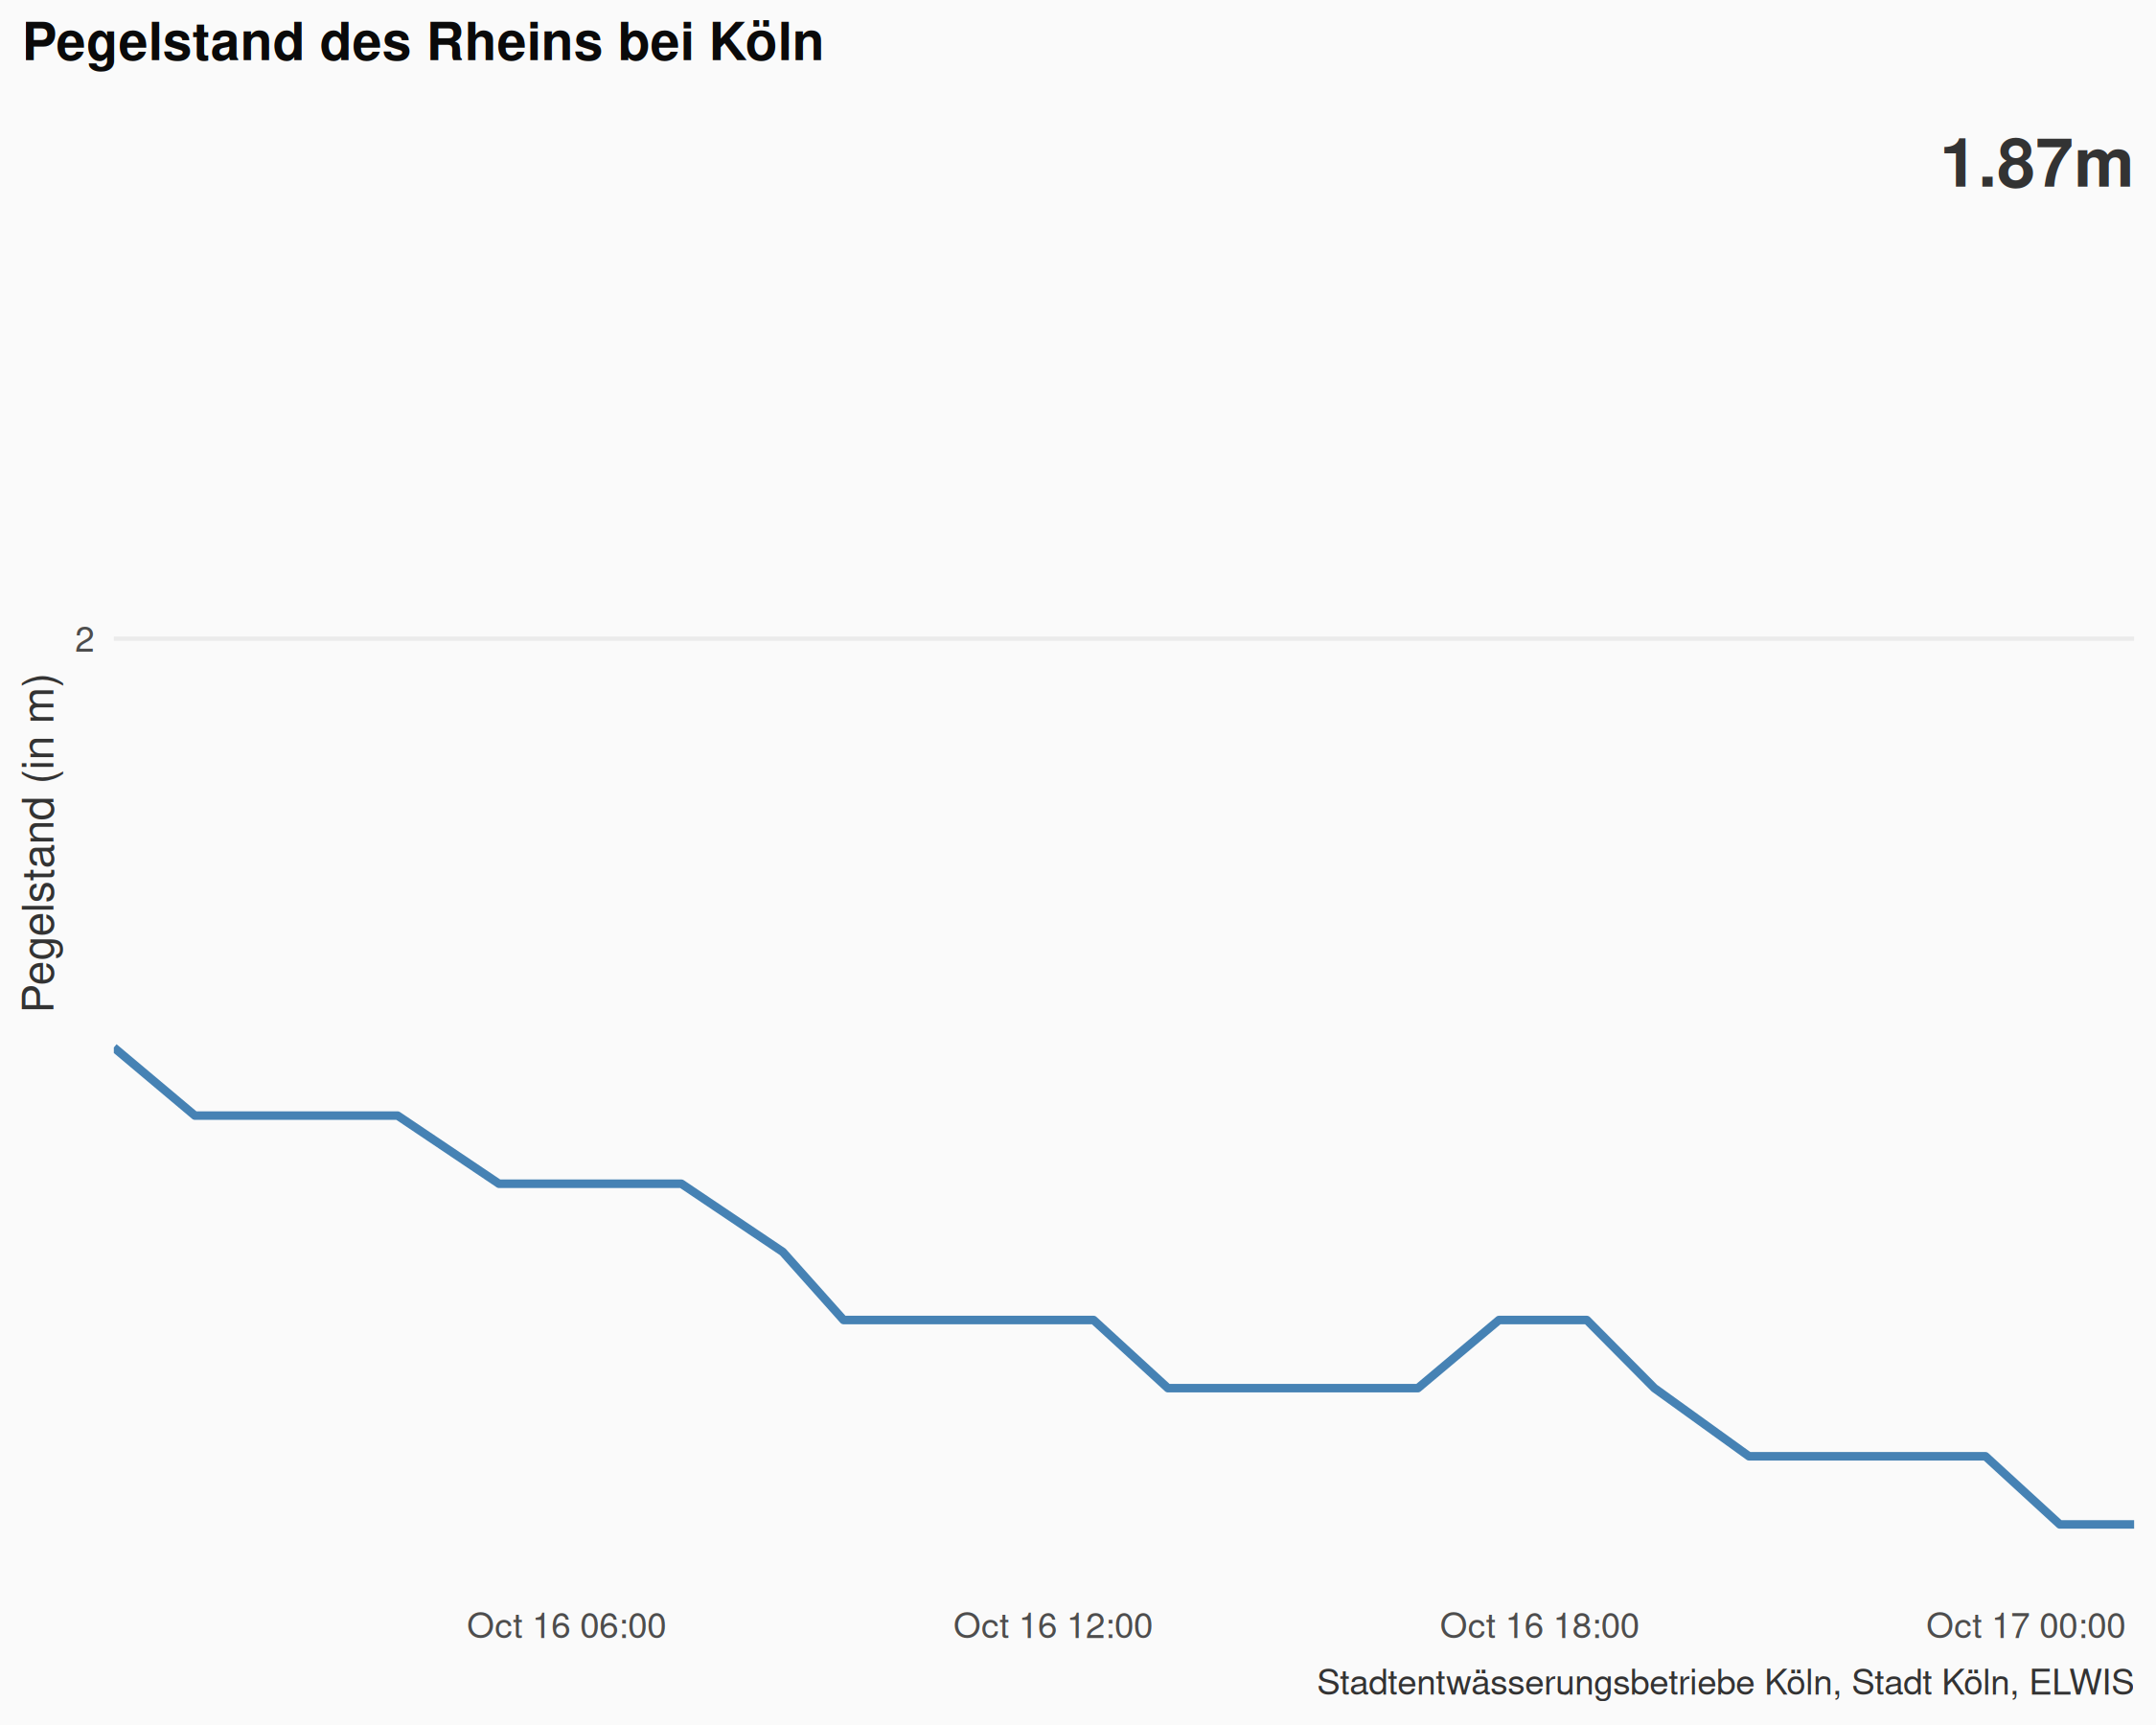 Pegelstand des Rheins bei Köln
1.87m
2
Pegelstand (in m)
Oct 16 06:00
Oct 16 12:00
Oct 16 18:00
Oct 17 00:00
Stadtentwässerungsbetriebe Köln, Stadt Köln, ELWIS